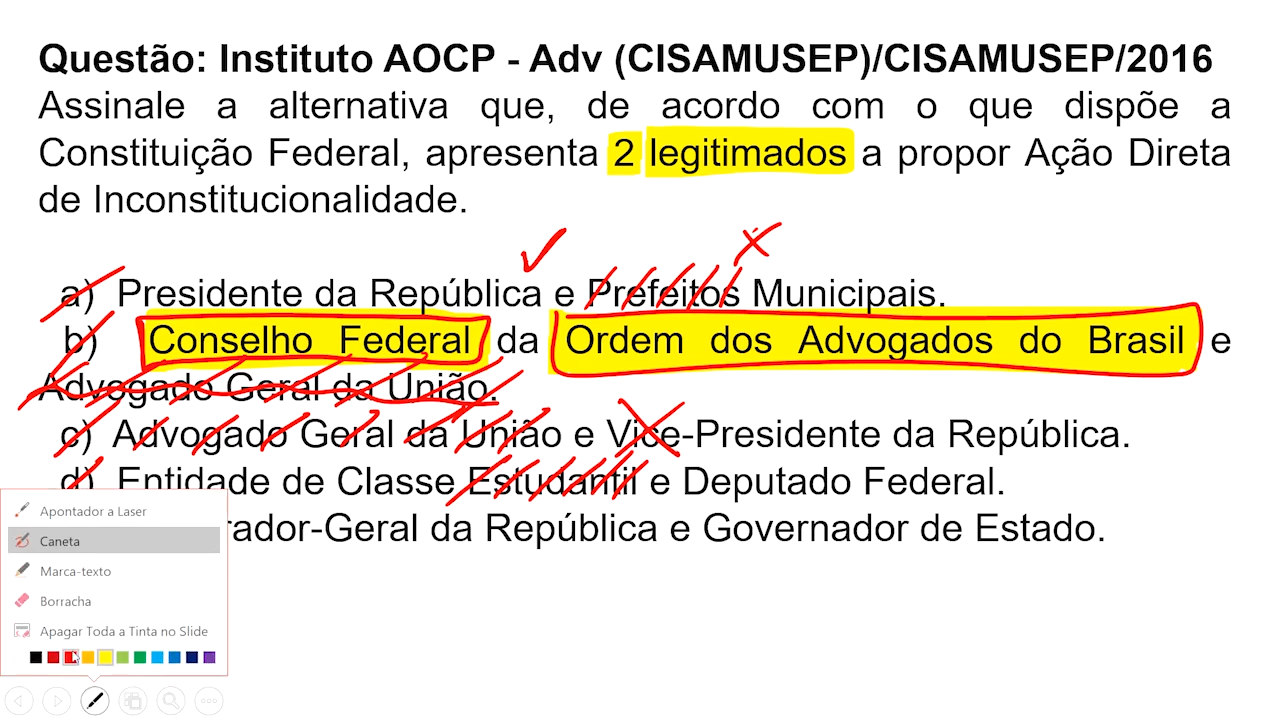 Questão: Instituto AOCP - Adv (CISAMUSEP)/CISAMUSEP/2016
Assinale a alternativa que, de acordo com o que dispõe a
Constituição Federal, apresenta 2 legitimados a propor Ação Direta
de Inconstitucionalidade.
a) Presidente da República e Prefeitos Municipais.
b) Conselho Federal da Ordem dos Advogados do Brasil e
Advogado Geral da União.
c) Advogado Geral da União e Vice-Presidente da República.
d) Entidade de Classe Estudantil e Deputado Federal.
rador-Geral da República e Governador de Estado.
Apontador a Laser
Caneta
Marca-texto
Borracha
Apagar Toda a Tinta no Slide